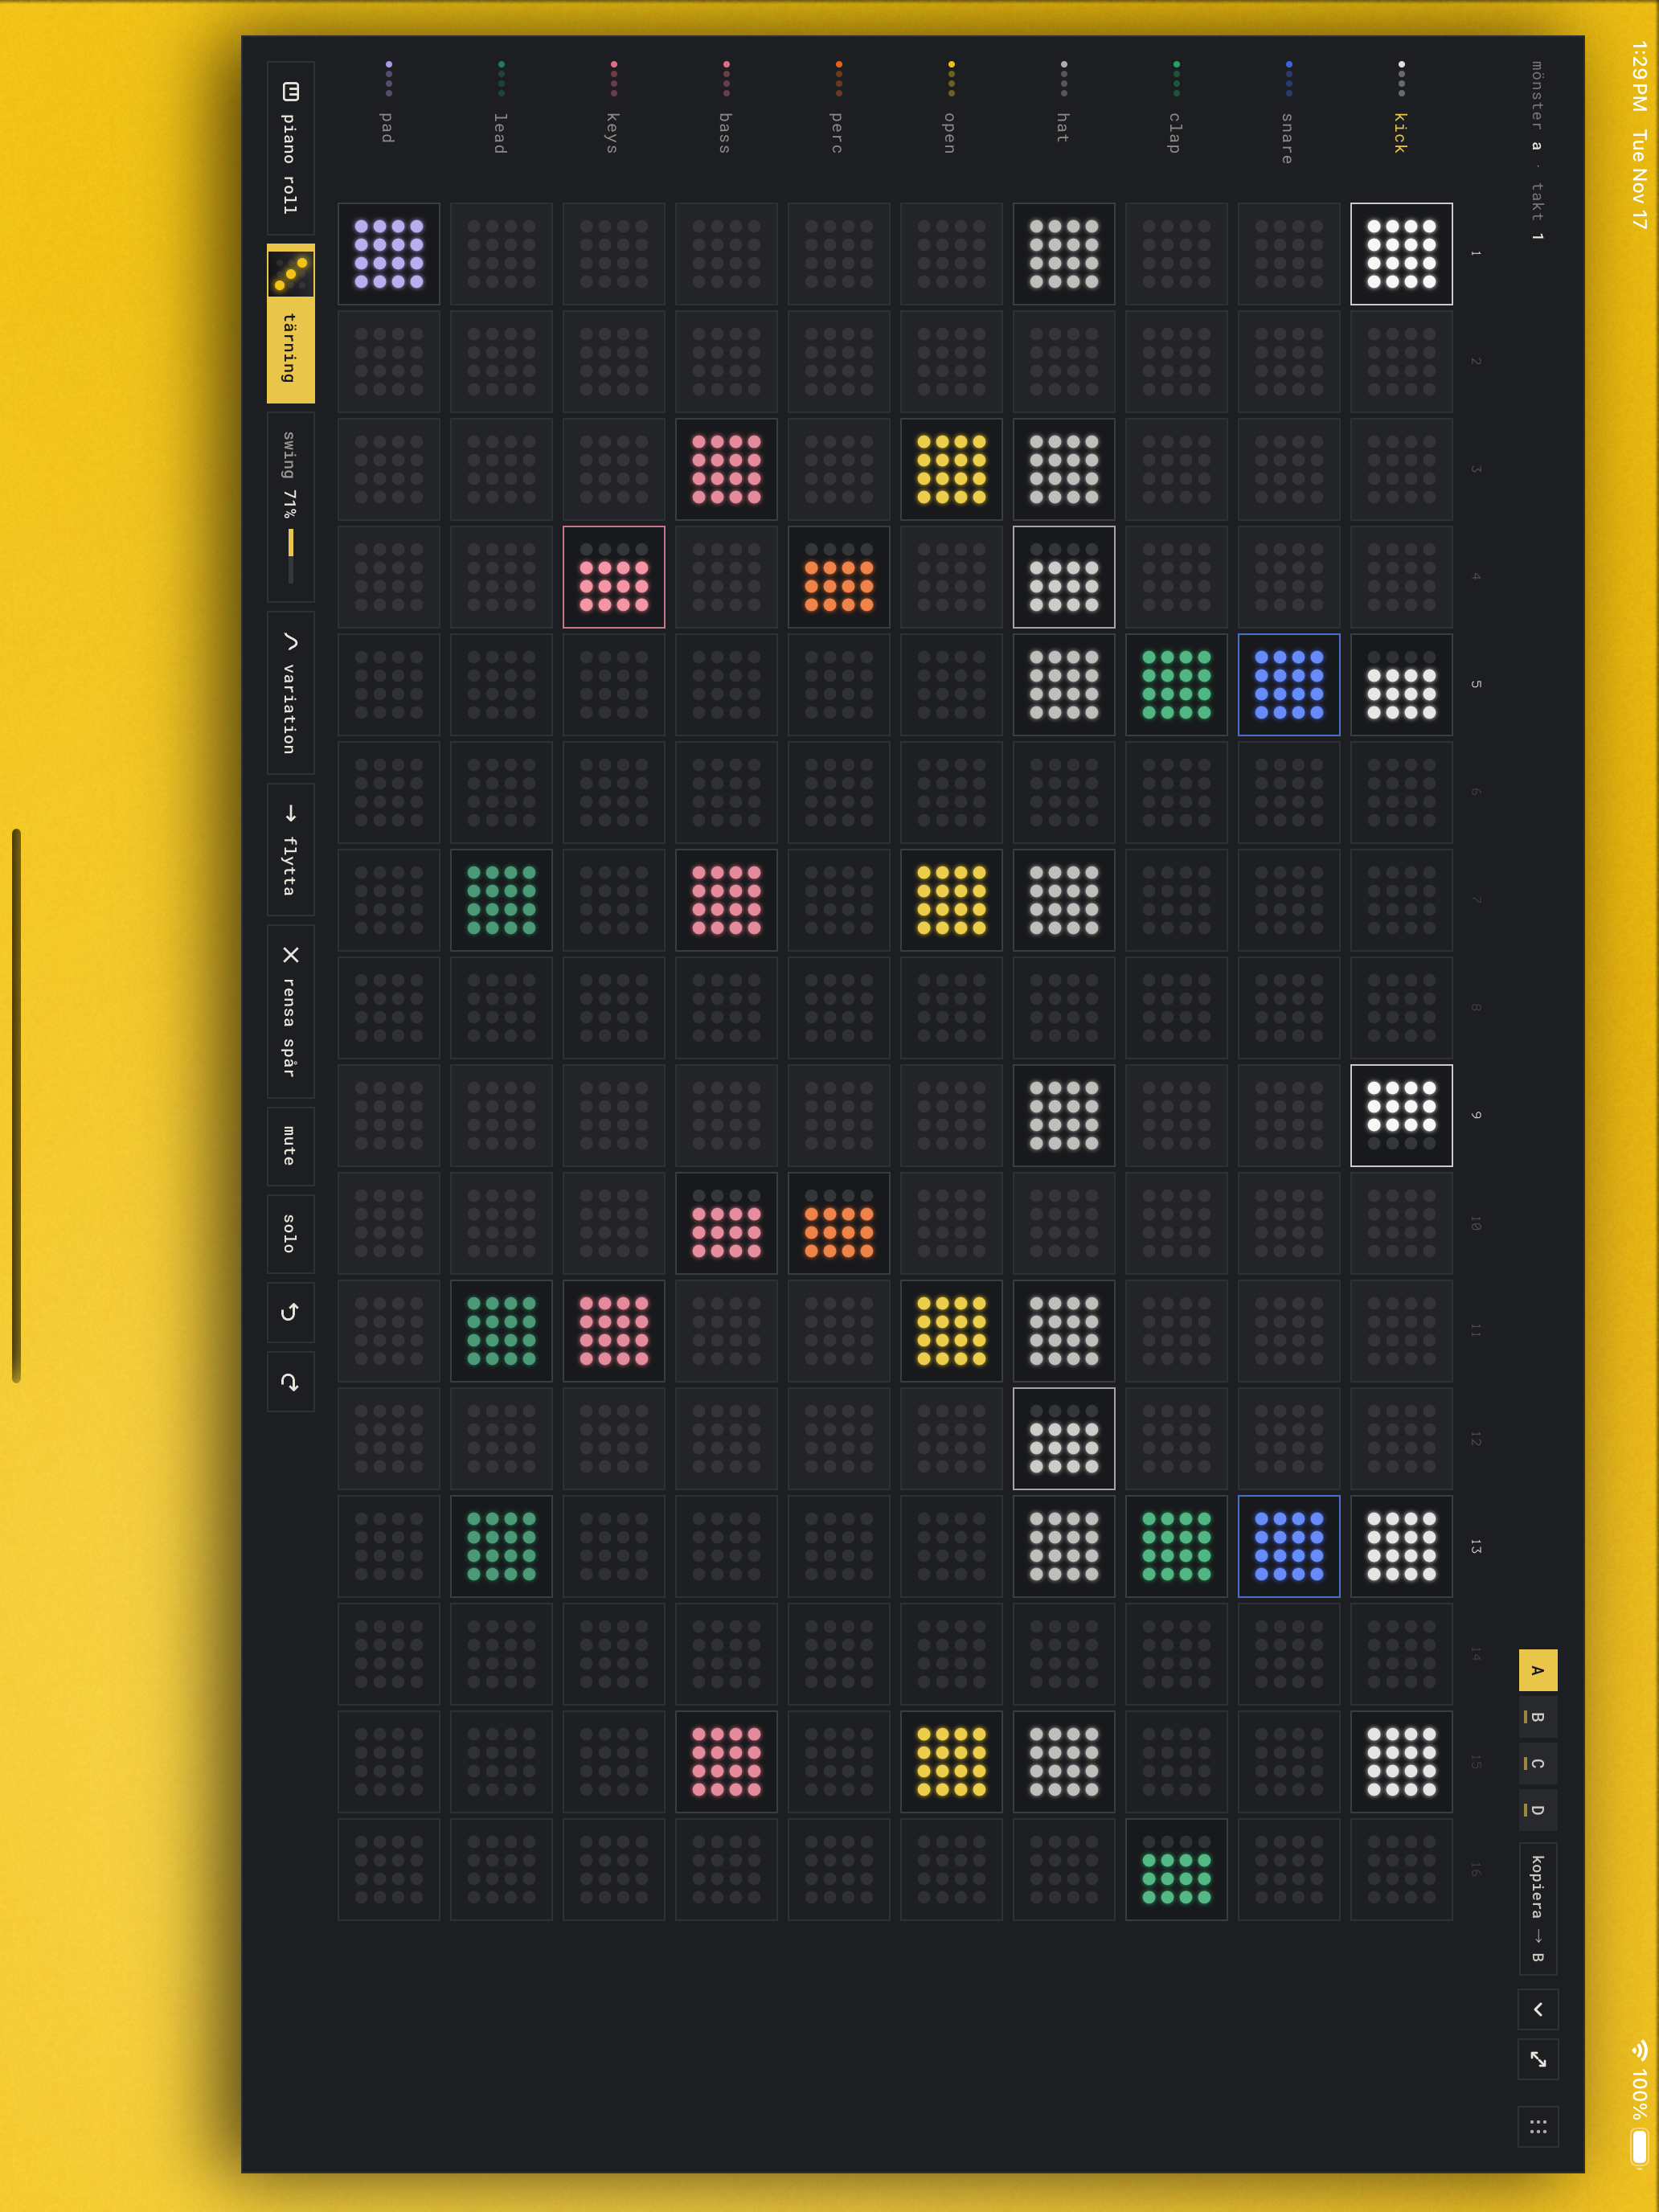 1:29 PM Tue Nov 17
100%
mönster a · takt 1
A B C D kopiera → B
1 2 3 4 5 6 7 8 9 10 11 12 13 14 15 16
kick
snare
clap
hat
open
perc
bass
keys
lead
pad
piano roll tärning swing 71% variation → flytta rensa spår mute solo